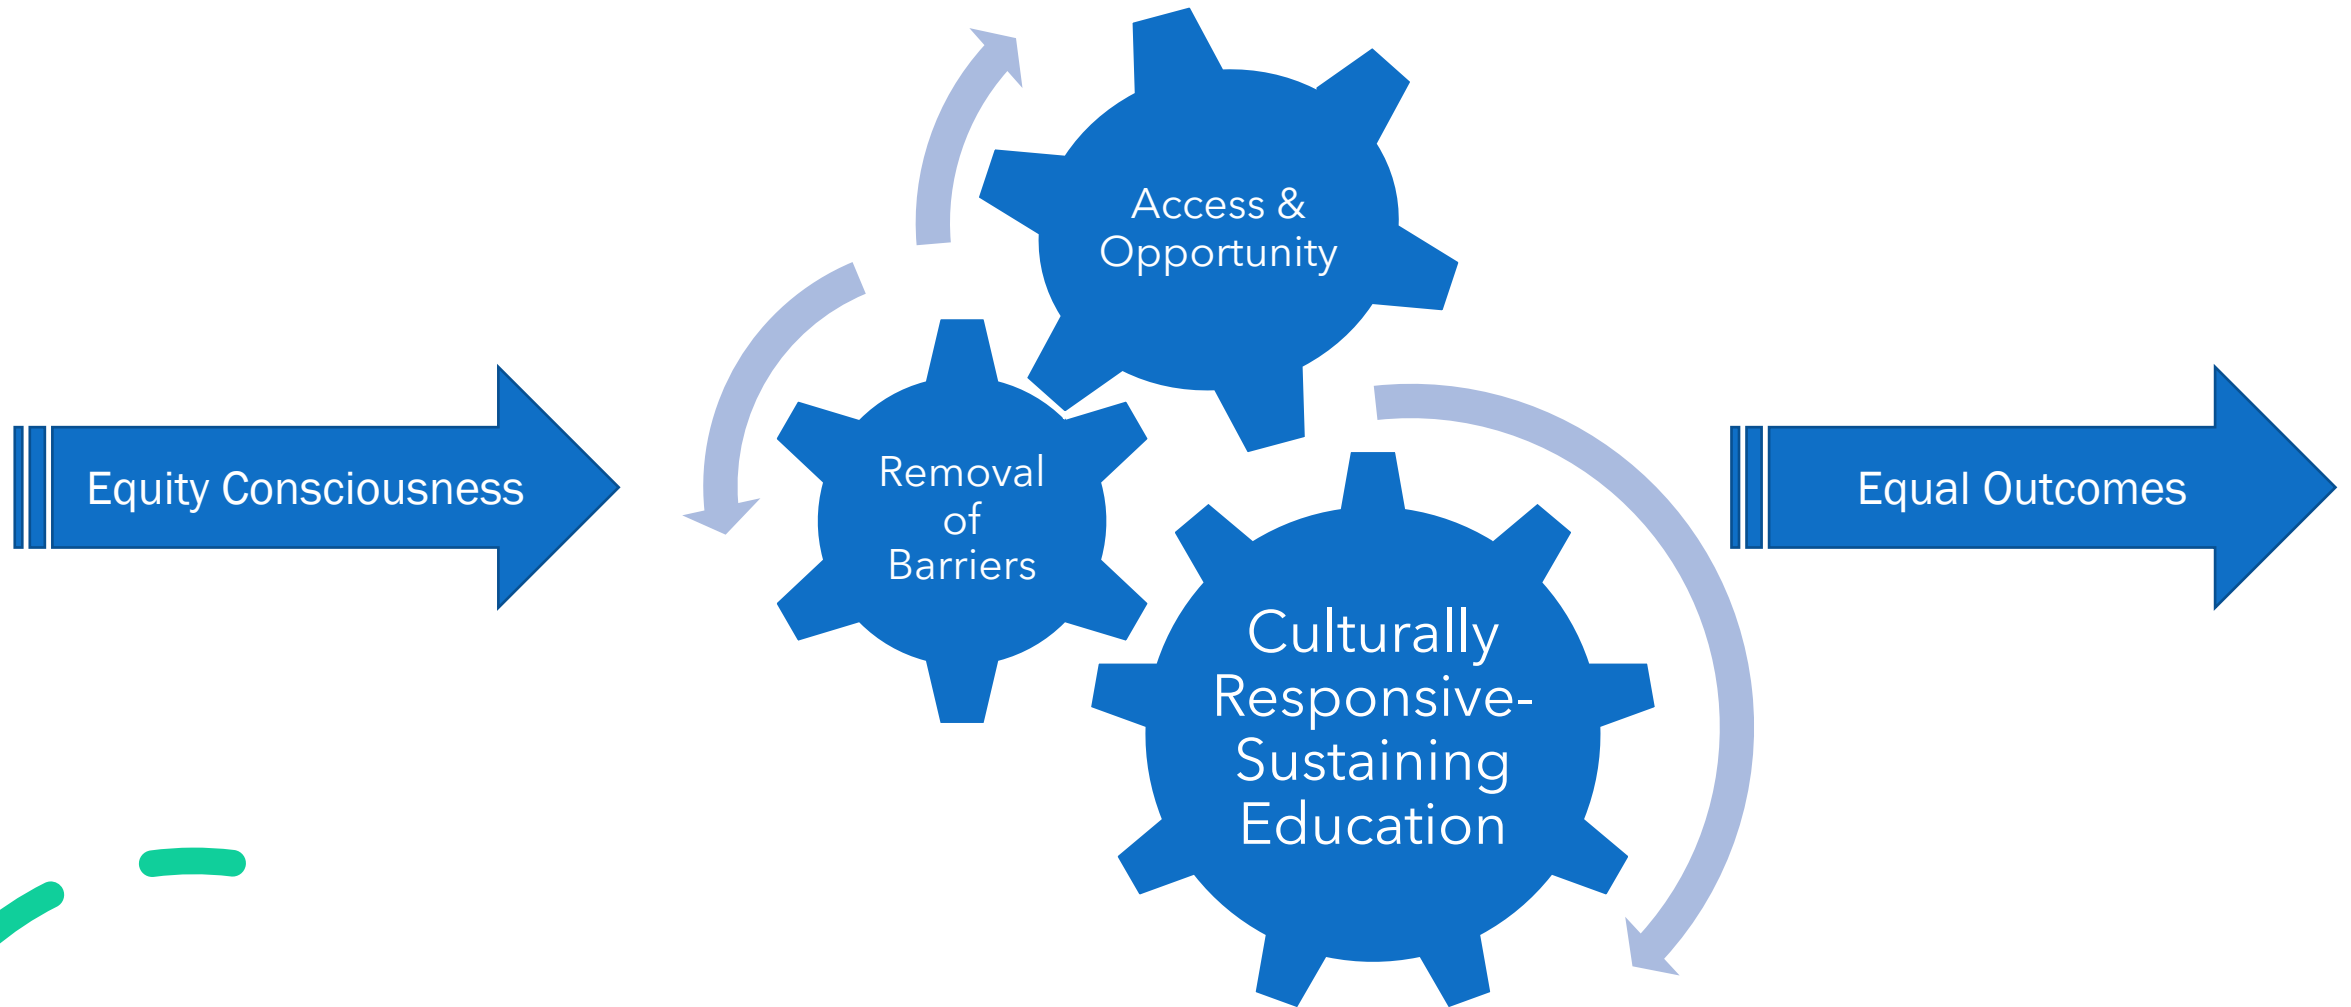 Equity Consciousness
Access &
Opportunity
Removal
of
Barriers
Culturally
Responsive-
Sustaining
Education
Equal Outcomes